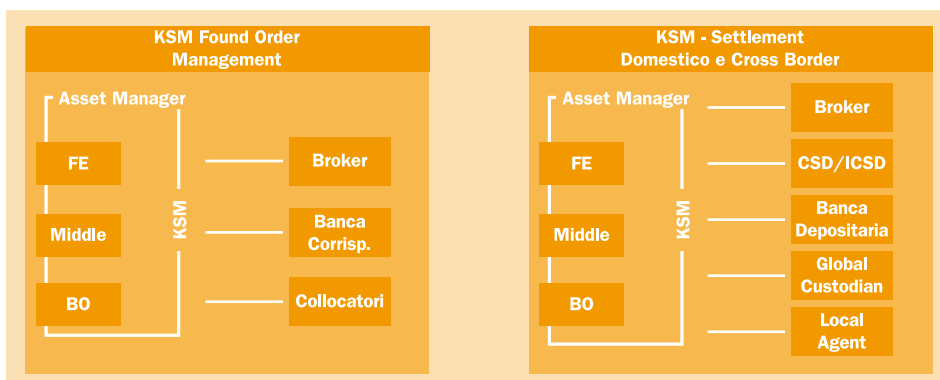 KSM Found Order
Management
Asset Manager
FE
Middle
BO
KSM
Broker
Banca
Corrisp.
Collocatori
KSM - Settlement
Domestico e Cross Border
Asset Manager
FE
Middle
BO
KSM
Broker
CSD/ICSD
Banca
Depositaria
Global
Custodian
Local
Agent